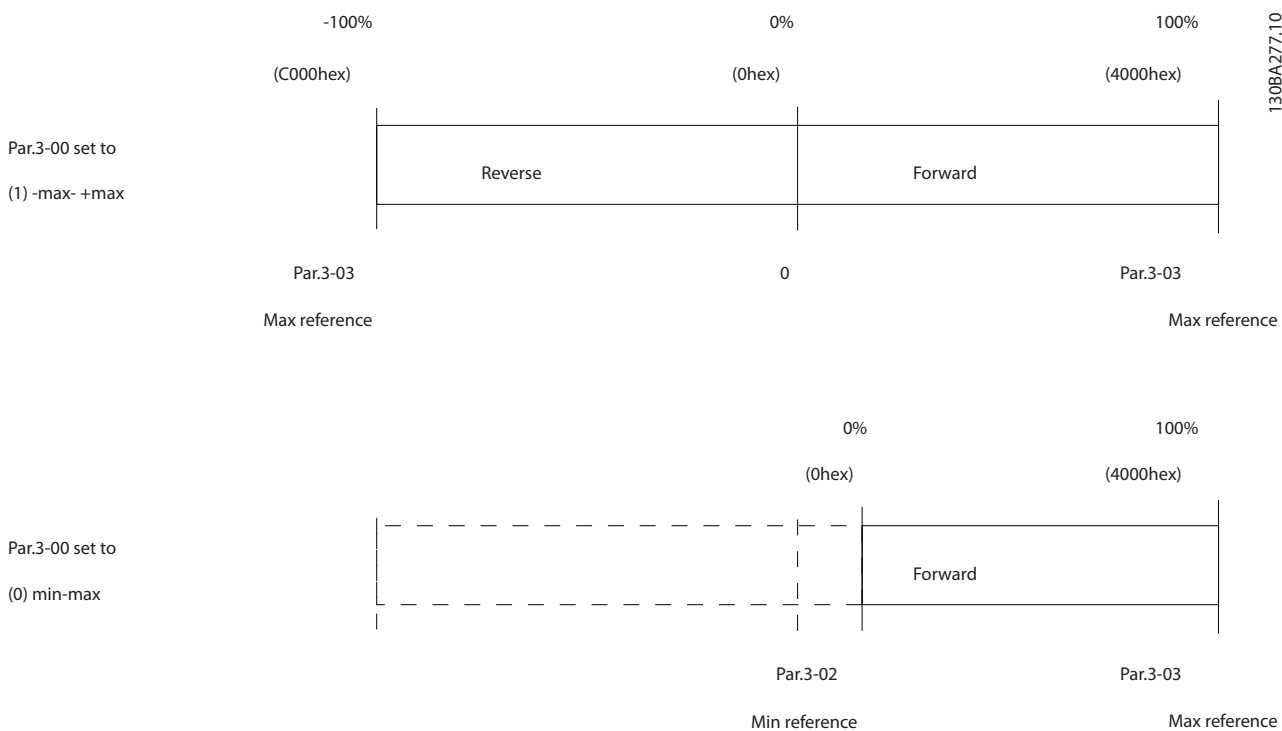 -100% 0% 100%
(C000hex) (0hex) (4000hex)
130BA277.10
Par.3-00 set to
(1) -max- +max
Reverse Forward
Par.3-03 0 Par.3-03
Max reference Max reference
0% 100%
(0hex) (4000hex)
Par.3-00 set to
(0) min-max
Forward
Par.3-02 Par.3-03
Min reference Max reference